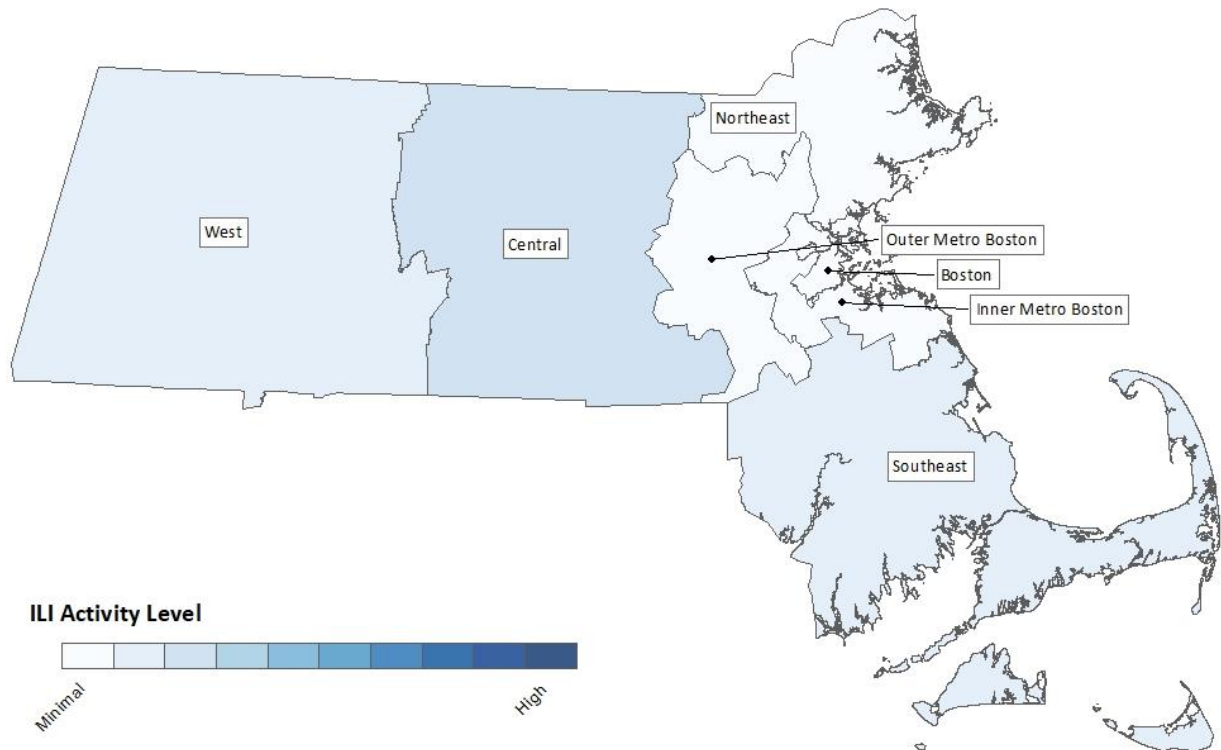 Northeast
West
Central
Outer Metro Boston
Boston
Inner Metro Boston
Southeast
ILI Activity Level
Minimal
High